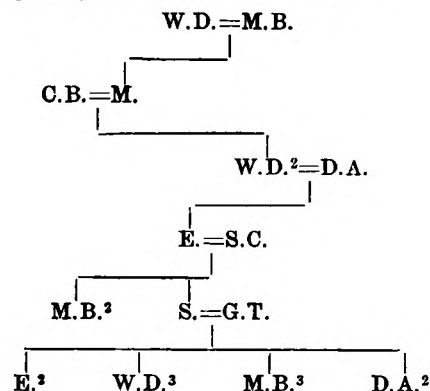 W.D.=M.B.
C.B.=M.
W.D.²=D.A.
E.=S.C.
M.B.² S.=G.T.
E.² W.D.³ M.B.³ D.A.²